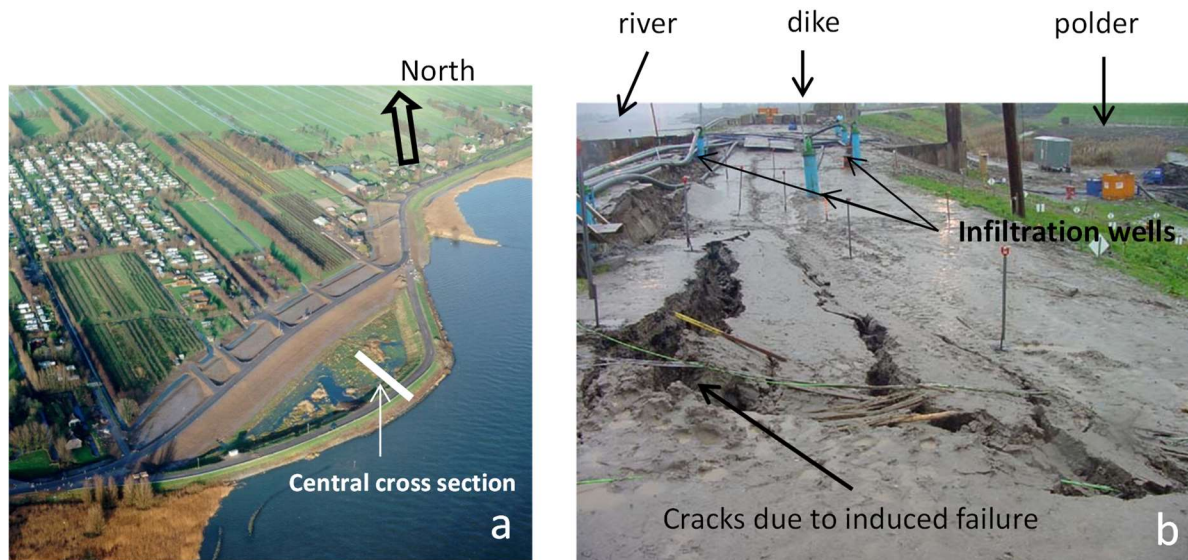 North
Central cross section
a
river
dike
polder
Infiltration wells
Cracks due to induced failure
b